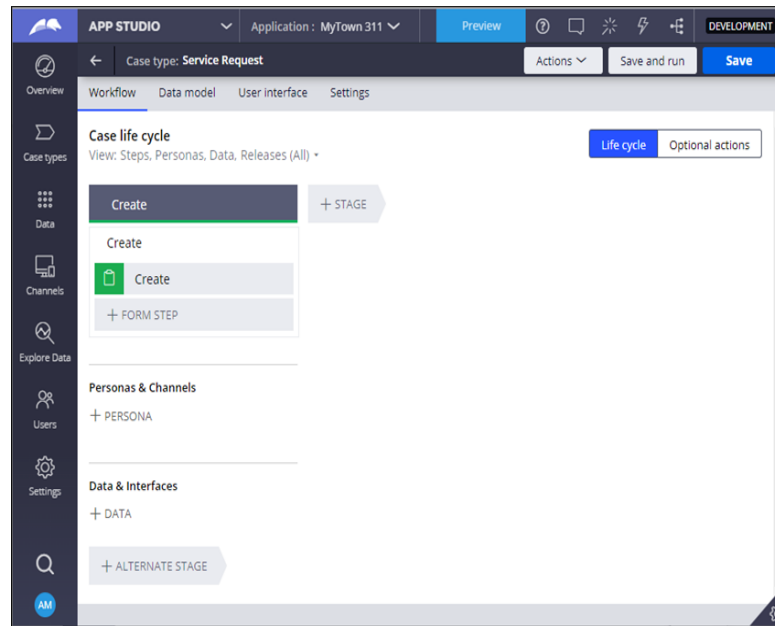 APP STUDIO
Application : MyTown 311
Preview
DEVELOPMENT
Case type: Service Request
Actions
Save and run
Save
Overview
Case types
Data
Channels
Explore Data
Users
Settings
AM
Workflow Data model User interface Settings
Case life cycle
View: Steps, Personas, Data, Releases (All)
Life cycle
Optional actions
Create
+ STAGE
Create
Create
+ FORM STEP
Personas & Channels
+ PERSONA
Data & Interfaces
+ DATA
+ ALTERNATE STAGE